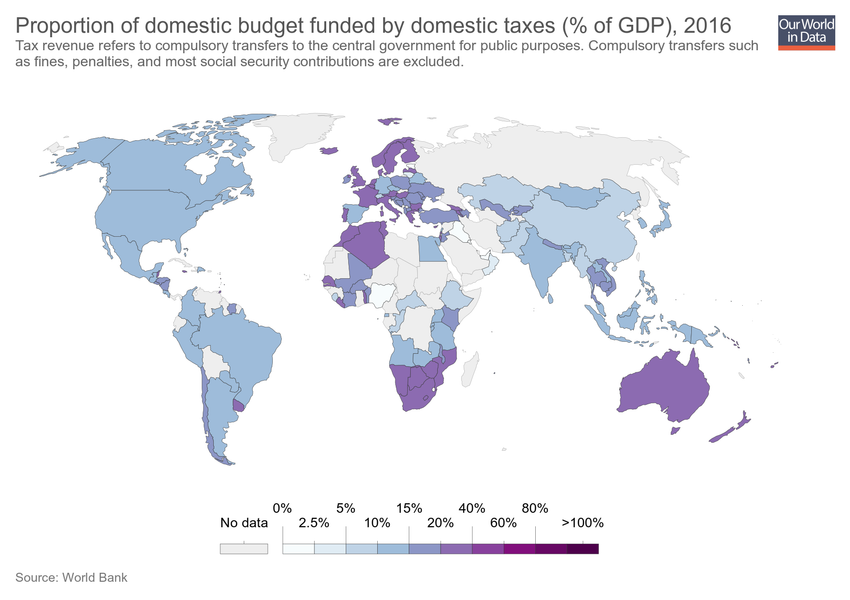 Proportion of domestic budget funded by domestic taxes (% of GDP), 2016
Our World
in Data
Tax revenue refers to compulsory transfers to the central government for public purposes. Compulsory transfers such
as fines, penalties, and most social security contributions are excluded.
0% 5% 15% 40% 80%
No data 2.5% 10% 20% 60% >100%
Source: World Bank